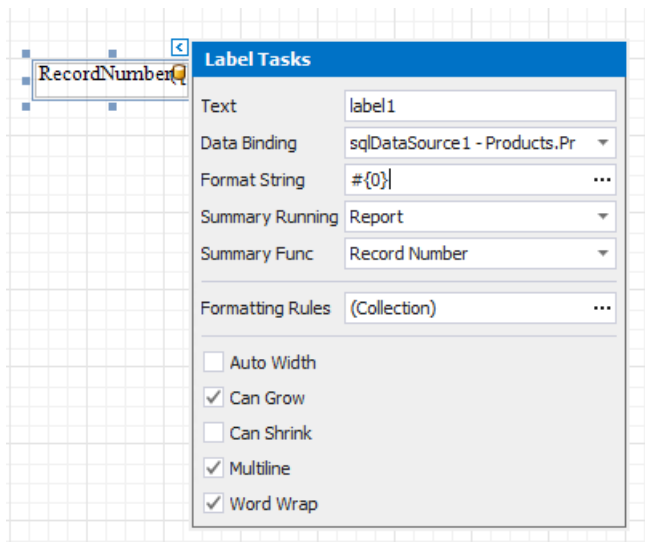 Label Tasks
RecordNumber(
Text label1
Data Binding sqlDataSource1 - Products.Pr
Format String #{0} ...
Summary Running Report
Summary Func Record Number
Formatting Rules (Collection) ...
Auto Width
Can Grow
Can Shrink
Multiline
Word Wrap